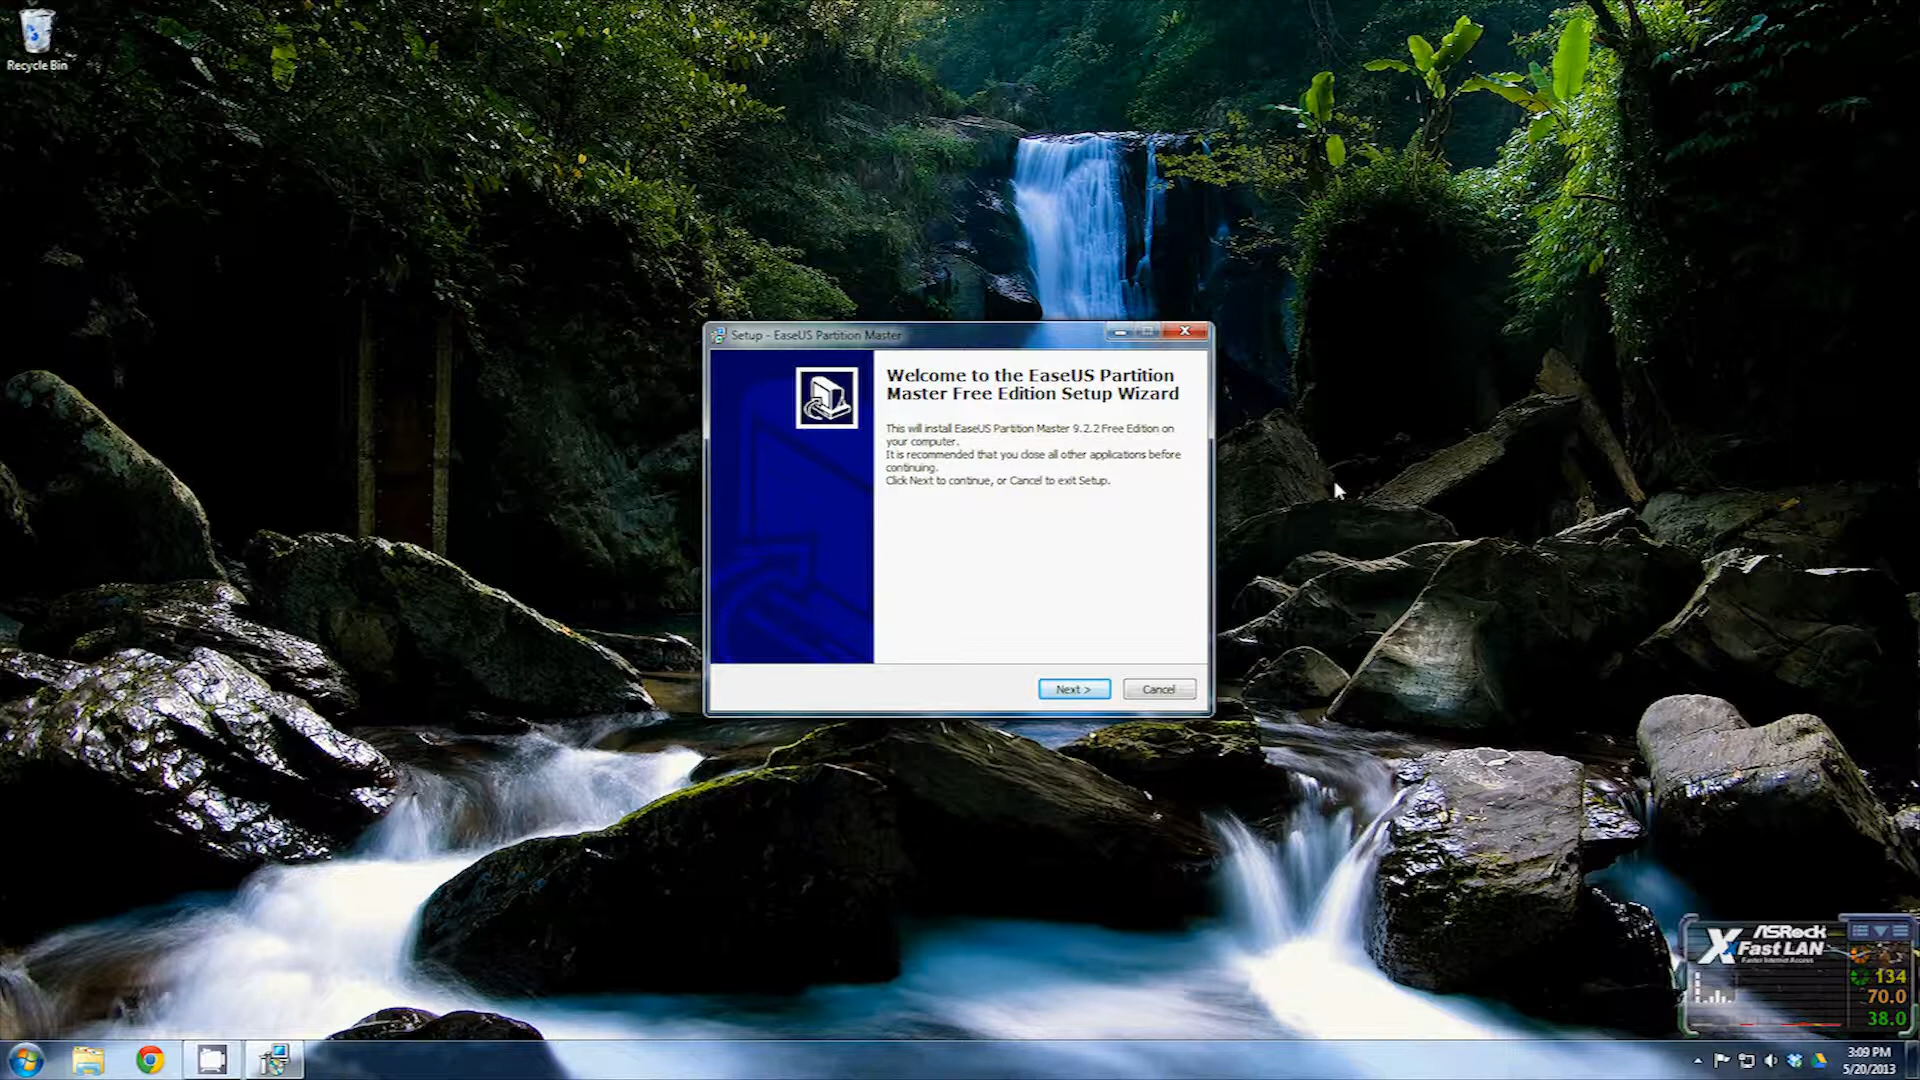 Recycle Bin
Setup - EaseUS Partition Master
Welcome to the EaseUS Partition
Master Free Edition Setup Wizard
This will install EaseUS Partition Master 9.2.2 Free Edition on
your computer.
It is recommended that you close all other applications before
continuing.
Click Next to continue, or Cancel to exit Setup.
Next >
Cancel
ASRock
XFast LAN
Faster Internet Access
134
70.0
38.0
3:09 PM
5/20/2013